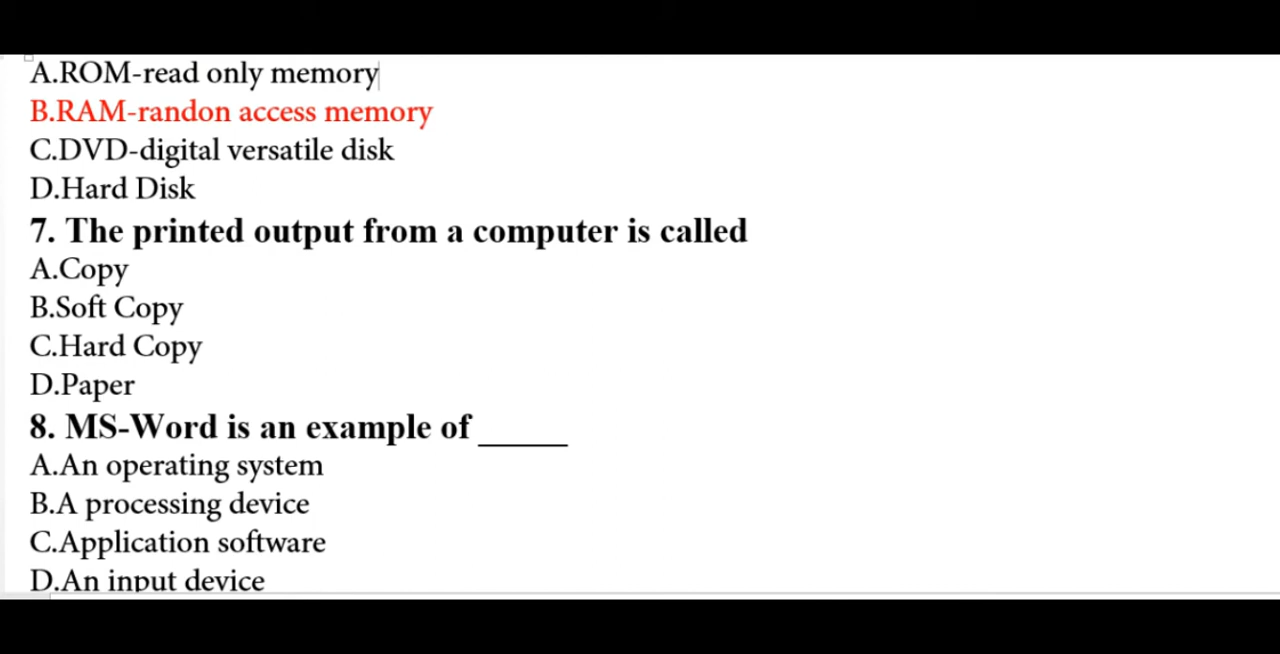 A.ROM-read only memory
B.RAM-randon access memory
C.DVD-digital versatile disk
D.Hard Disk
7. The printed output from a computer is called
A.Copy
B.Soft Copy
C.Hard Copy
D.Paper
8. MS-Word is an example of _____
A.An operating system
B.A processing device
C.Application software
D.An input device